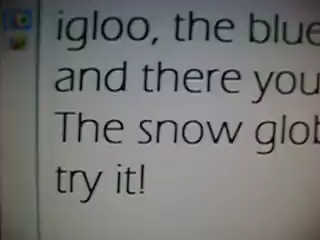 igloo, the blue
and there you
The snow glob
try it!